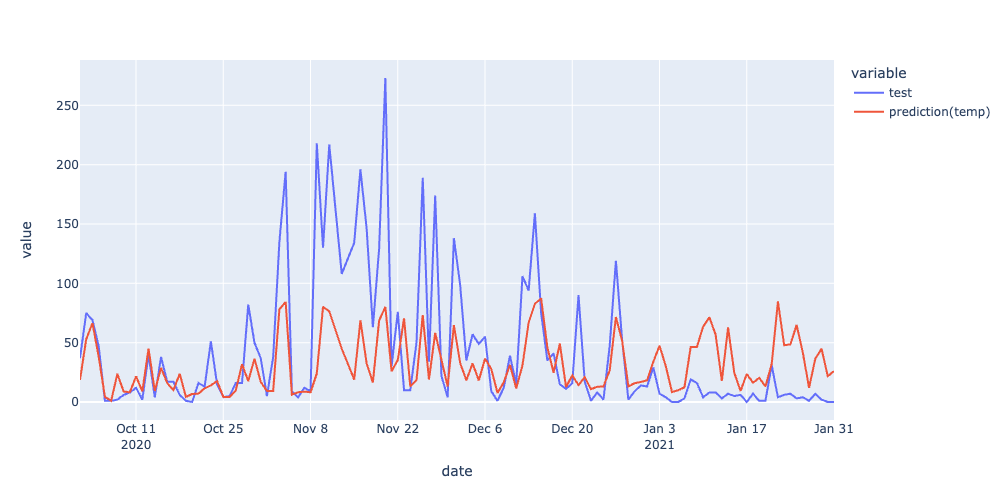 variable
test
prediction(temp)
250
200
150
100
50
0
value
Oct 11
2020
Oct 25
Nov 8
Nov 22
Dec 6
Dec 20
Jan 3
2021
Jan 17
Jan 31
date